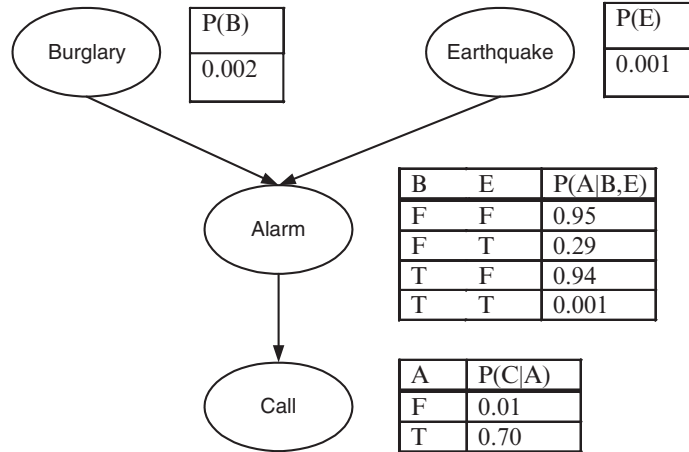 Burglary
P(B)
0.002
Earthquake
P(E)
0.001
Alarm
B E P(A|B,E)
F F 0.95
F T 0.29
T F 0.94
T T 0.001
Call
A P(C|A)
F 0.01
T 0.70